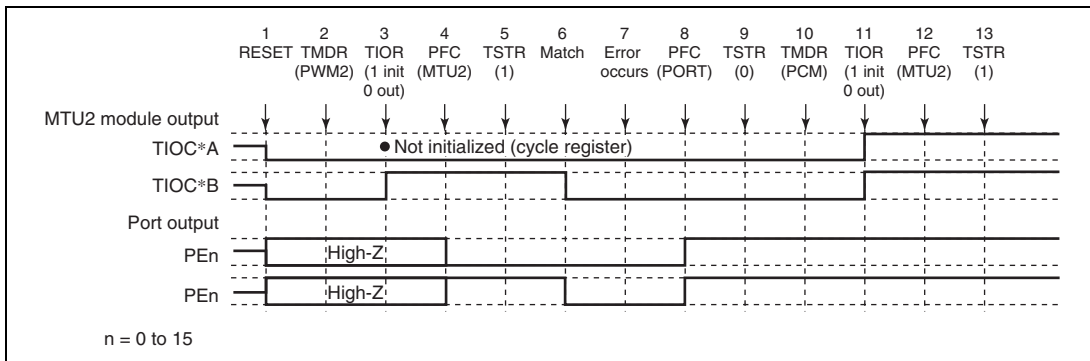 1 2 3 4 5 6 7 8 9 10 11 12 13
RESET TMDR TIOR PFC TSTR Match Error PFC TSTR TMDR TIOR PFC TSTR
(PWM2) (1 init (MTU2) (1) occurs (PORT) (0) (PCM) (1 init (MTU2) (1)
0 out) 0 out)
MTU2 module output
TIOC*A
● Not initialized (cycle register)
TIOC*B
Port output
PEn
High-Z
PEn
High-Z
n = 0 to 15